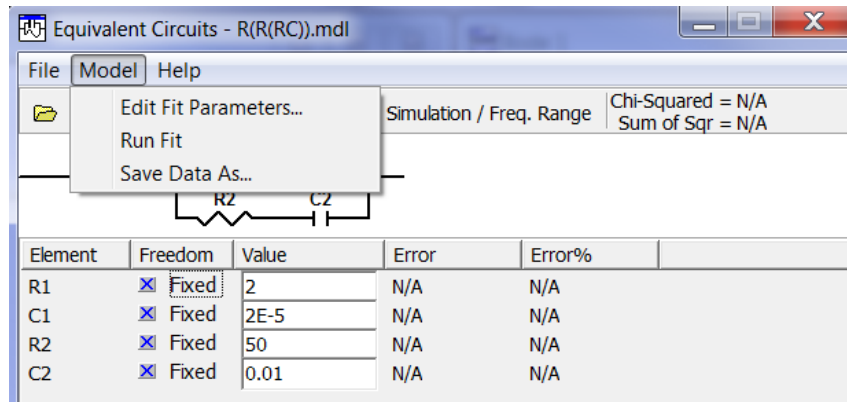 Equivalent Circuits - R(R(RC)).mdl
File Model Help
Edit Fit Parameters...
Run Fit
Save Data As...
Simulation / Freq. Range
Chi-Squared = N/A
Sum of Sqr = N/A
R2 C2
Element Freedom Value Error Error%
R1 Fixed 2 N/A N/A
C1 Fixed 2E-5 N/A N/A
R2 Fixed 50 N/A N/A
C2 Fixed 0.01 N/A N/A